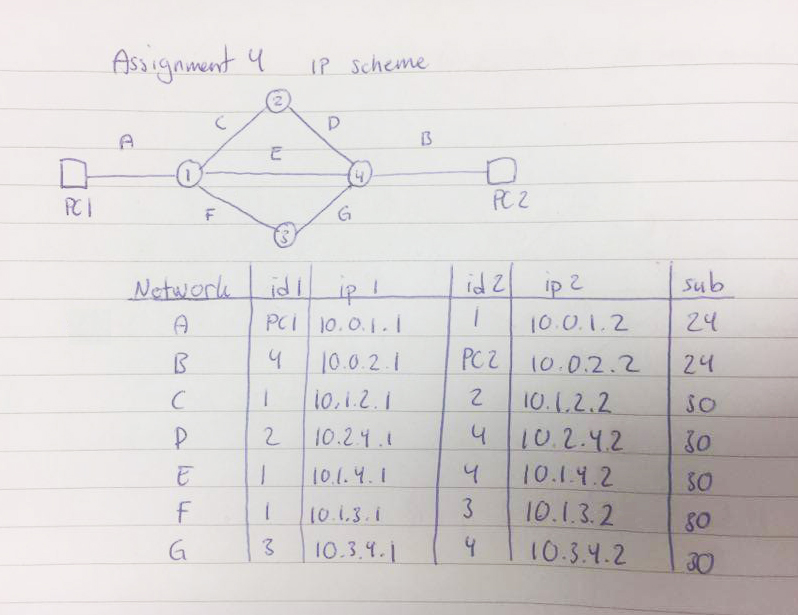 Assignment 4 IP scheme
2
C D
A E B
1 4
PC1 F G PC2
3
Network id1 ip 1 id2 ip2 sub
A PC1 10.0.1.1 1 10.0.1.2 24
B 4 10.0.2.1 PC2 10.0.2.2 24
C 1 10.1.2.1 2 10.1.2.2 30
D 2 10.2.4.1 4 10.2.4.2 30
E 1 10.1.4.1 4 10.1.4.2 30
F 1 10.1.3.1 3 10.1.3.2 30
G 3 10.3.4.1 4 10.3.4.2 30